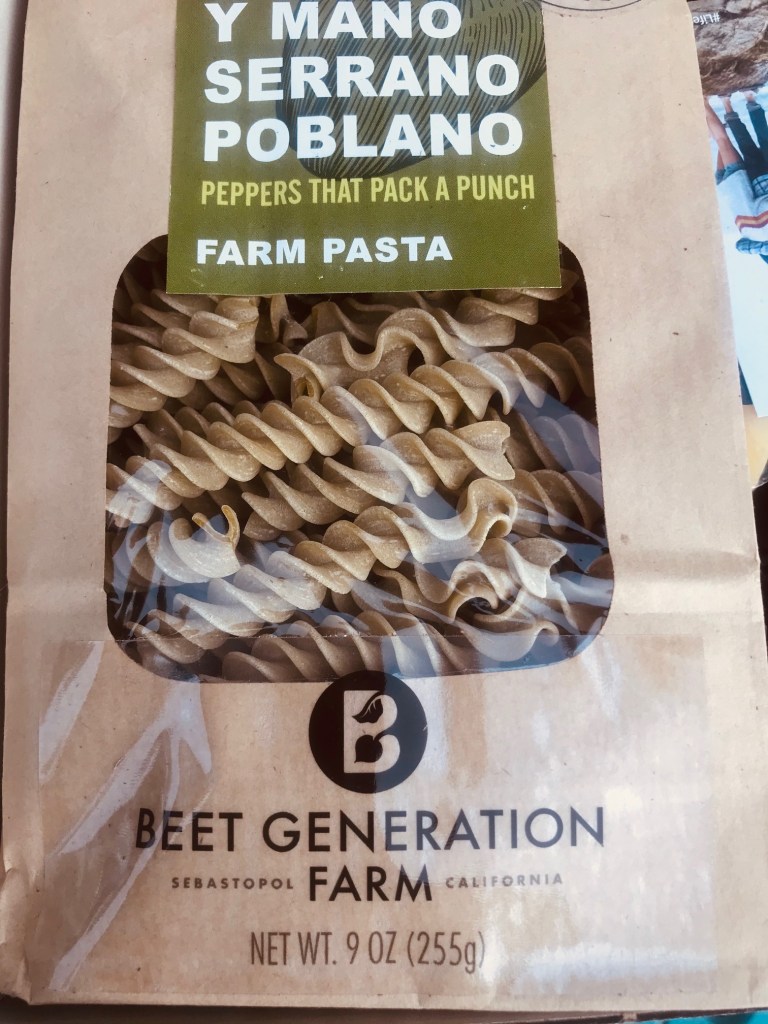 Y MANO
SERRANO
POBLANO
PEPPERS THAT PACK A PUNCH
FARM PASTA
B
BEET GENERATION
SEBASTOPOL FARM CALIFORNIA
NET WT. 9 OZ (255g)
#Life